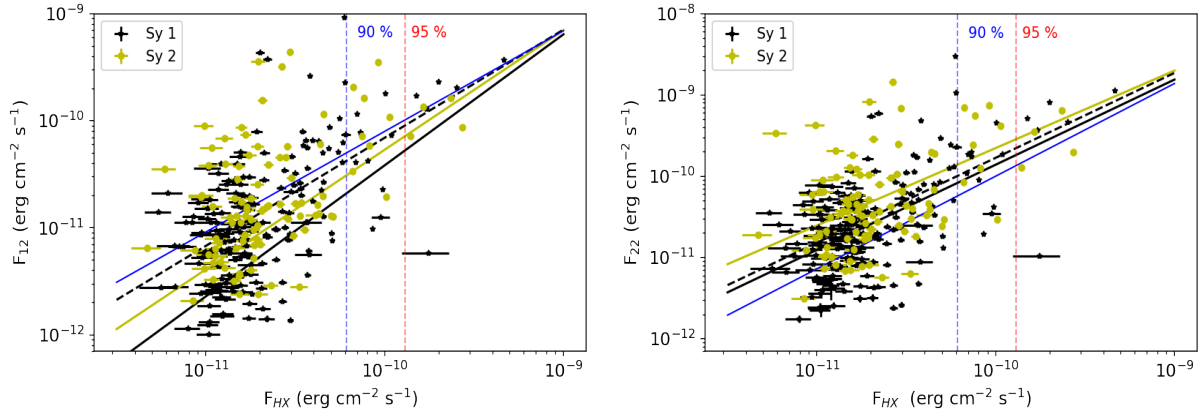 10⁻⁹
10⁻¹⁰
10⁻¹¹
10⁻¹²
F₁₂ (erg cm⁻² s⁻¹)
Sy 1
Sy 2
90 %
95 %
10⁻¹¹
10⁻¹⁰
10⁻⁹
F_HX (erg cm⁻² s⁻¹)
10⁻⁸
10⁻⁹
10⁻¹⁰
10⁻¹¹
10⁻¹²
F₂₂ (erg cm⁻² s⁻¹)
Sy 1
Sy 2
90 %
95 %
10⁻¹¹
10⁻¹⁰
10⁻⁹
F_HX (erg cm⁻² s⁻¹)